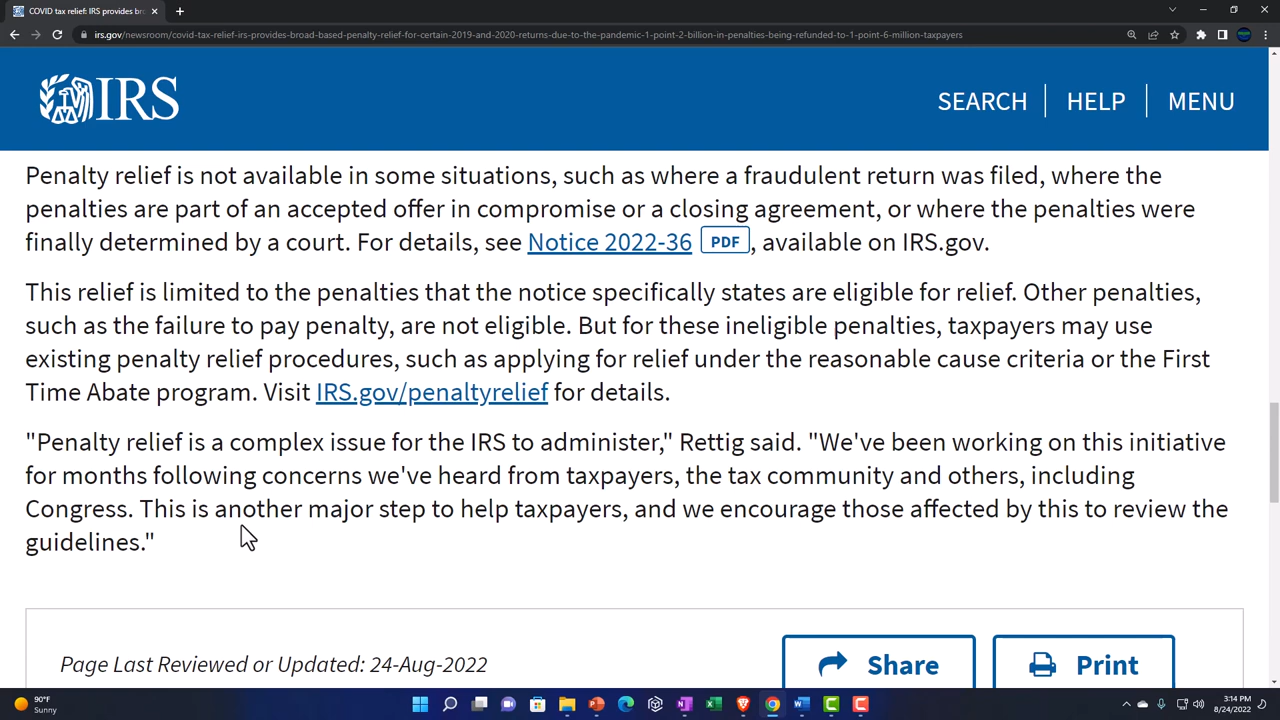 COVID tax relief: IRS provides bro
irs.gov/newsroom/covid-tax-relief-irs-provides-broad-based-penalty-relief-for-certain-2019-and-2020-returns-due-to-the-pandemic-1-point-2-billion-in-penalties-being-refunded-to-1-point-6-million-taxpayers
IRS
SEARCH
HELP
MENU
Penalty relief is not available in some situations, such as where a fraudulent return was filed, where the
penalties are part of an accepted offer in compromise or a closing agreement, or where the penalties were
finally determined by a court. For details, see Notice 2022-36 PDF , available on IRS.gov.
This relief is limited to the penalties that the notice specifically states are eligible for relief. Other penalties,
such as the failure to pay penalty, are not eligible. But for these ineligible penalties, taxpayers may use
existing penalty relief procedures, such as applying for relief under the reasonable cause criteria or the First
Time Abate program. Visit IRS.gov/penaltyrelief for details.
"Penalty relief is a complex issue for the IRS to administer," Rettig said. "We've been working on this initiative
for months following concerns we've heard from taxpayers, the tax community and others, including
Congress. This is another major step to help taxpayers, and we encourage those affected by this to review the
guidelines."
Page Last Reviewed or Updated: 24-Aug-2022
Share
Print
90°F
Sunny
3:14 PM
8/24/2022